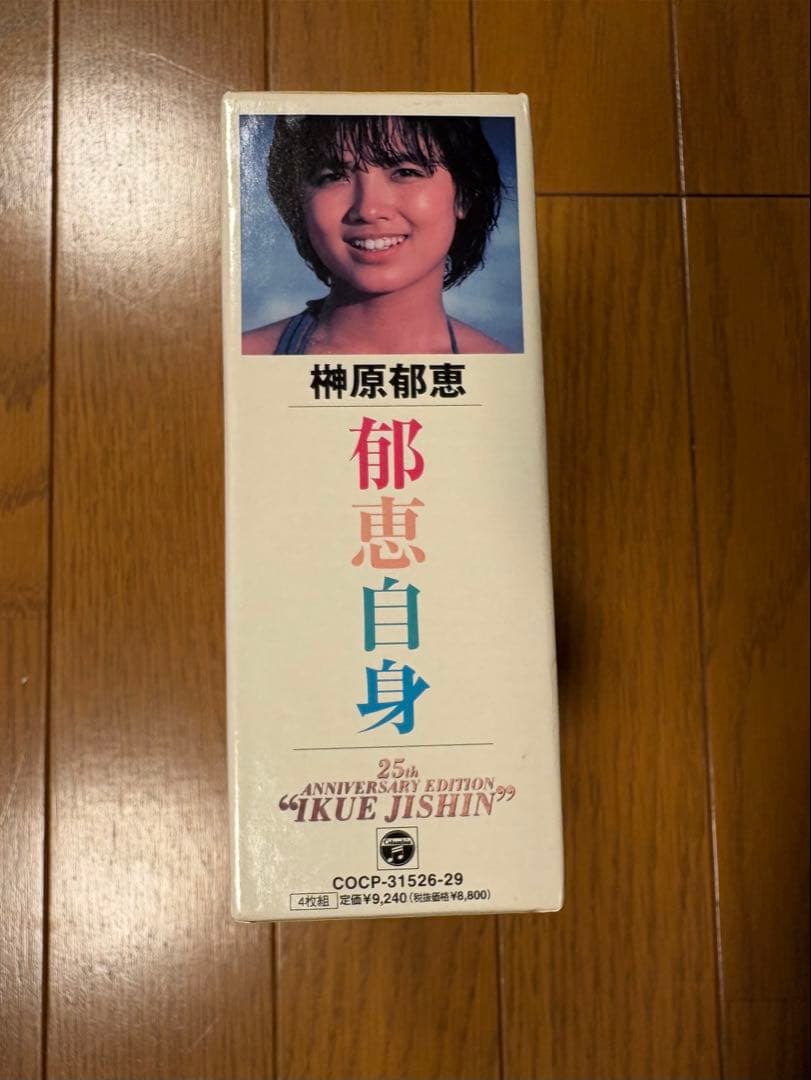 榊原郁恵
郁恵自身
25th
ANNIVERSARY EDITION
“IKUE JISHIN”
Columbia
COCP-31526-29
4枚組 定価¥9,240(税抜価格¥8,800)